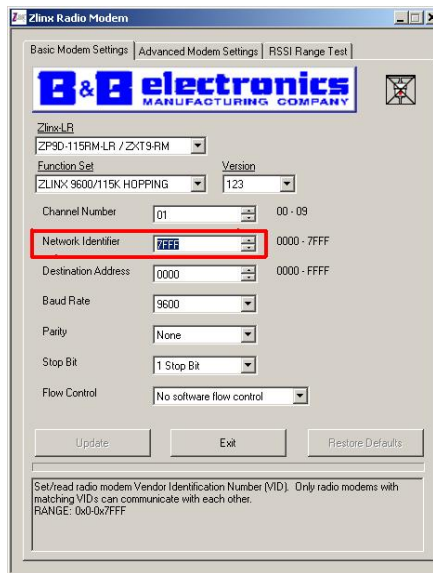 Zlinx Radio Modem
Basic Modem Settings Advanced Modem Settings RSSI Range Test
B&B electronics
MANUFACTURING COMPANY
Zlinx-LR
ZP9D-115RM-LR / ZXT9-RM
Function Set Version
ZLINX 9600/115K HOPPING 123
Channel Number 01 00 - 09
Network Identifier 7FFF 0000 - 7FFF
Destination Address 0000 0000 - FFFF
Baud Rate 9600
Parity None
Stop Bit 1 Stop Bit
Flow Control No software flow control
Update Exit Restore Defaults
Set/read radio modem Vendor Identification Number (VID). Only radio modems with
matching VIDs can communicate with each other.
RANGE: 0x0-0x7FFF